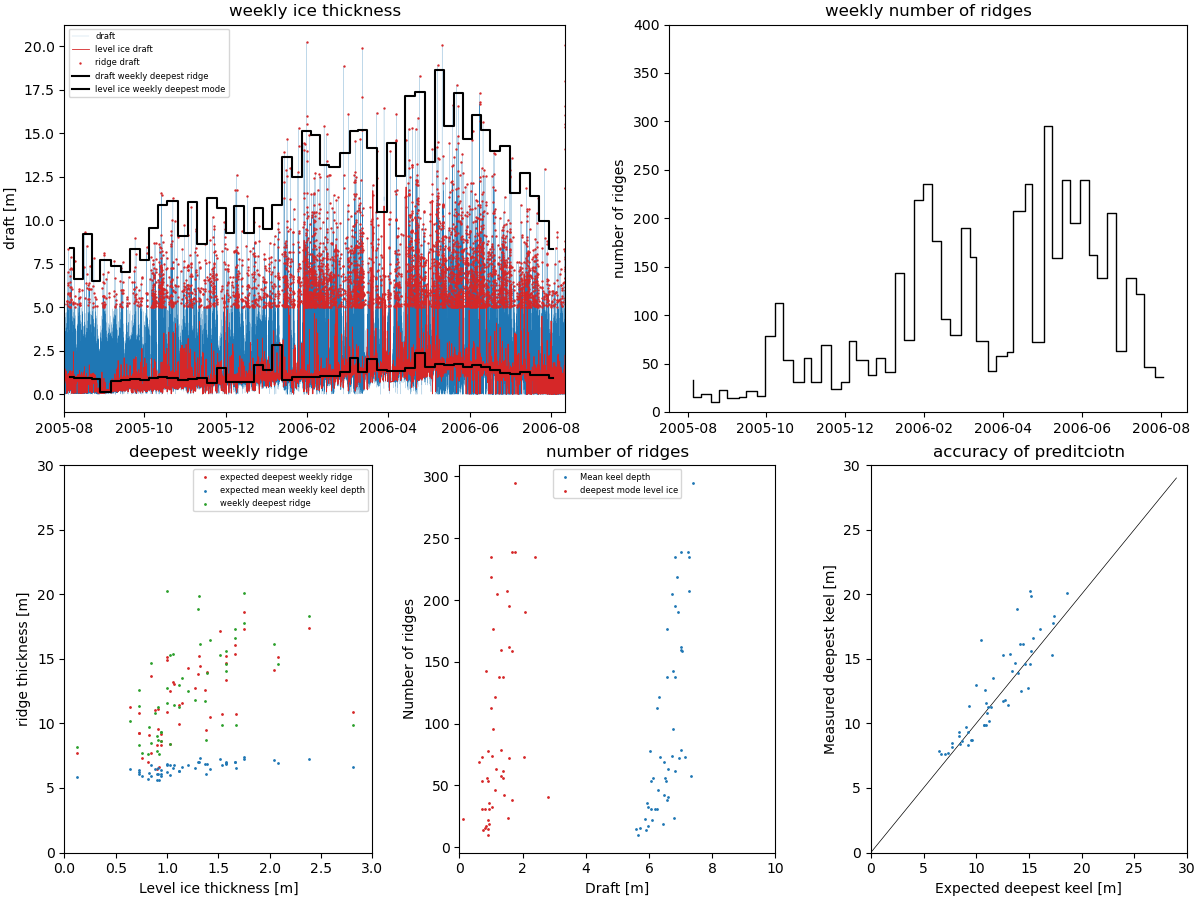 weekly ice thickness
draft
level ice draft
ridge draft
draft weekly deepest ridge
level ice weekly deepest mode
draft [m]
20.0
17.5
15.0
12.5
10.0
7.5
5.0
2.5
0.0
2005-08 2005-10 2005-12 2006-02 2006-04 2006-06 2006-08
weekly number of ridges
number of ridges
400
350
300
250
200
150
100
50
0
2005-08 2005-10 2005-12 2006-02 2006-04 2006-06 2006-08
deepest weekly ridge
expected deepest weekly ridge
expected mean weekly keel depth
weekly deepest ridge
ridge thickness [m]
30
25
20
15
10
5
0
0.0 0.5 1.0 1.5 2.0 2.5 3.0
Level ice thickness [m]
number of ridges
Mean keel depth
deepest mode level ice
Number of ridges
300
250
200
150
100
50
0
0 2 4 6 8 10
Draft [m]
accuracy of preditciotn
Measured deepest keel [m]
30
25
20
15
10
5
0
0 5 10 15 20 25 30
Expected deepest keel [m]